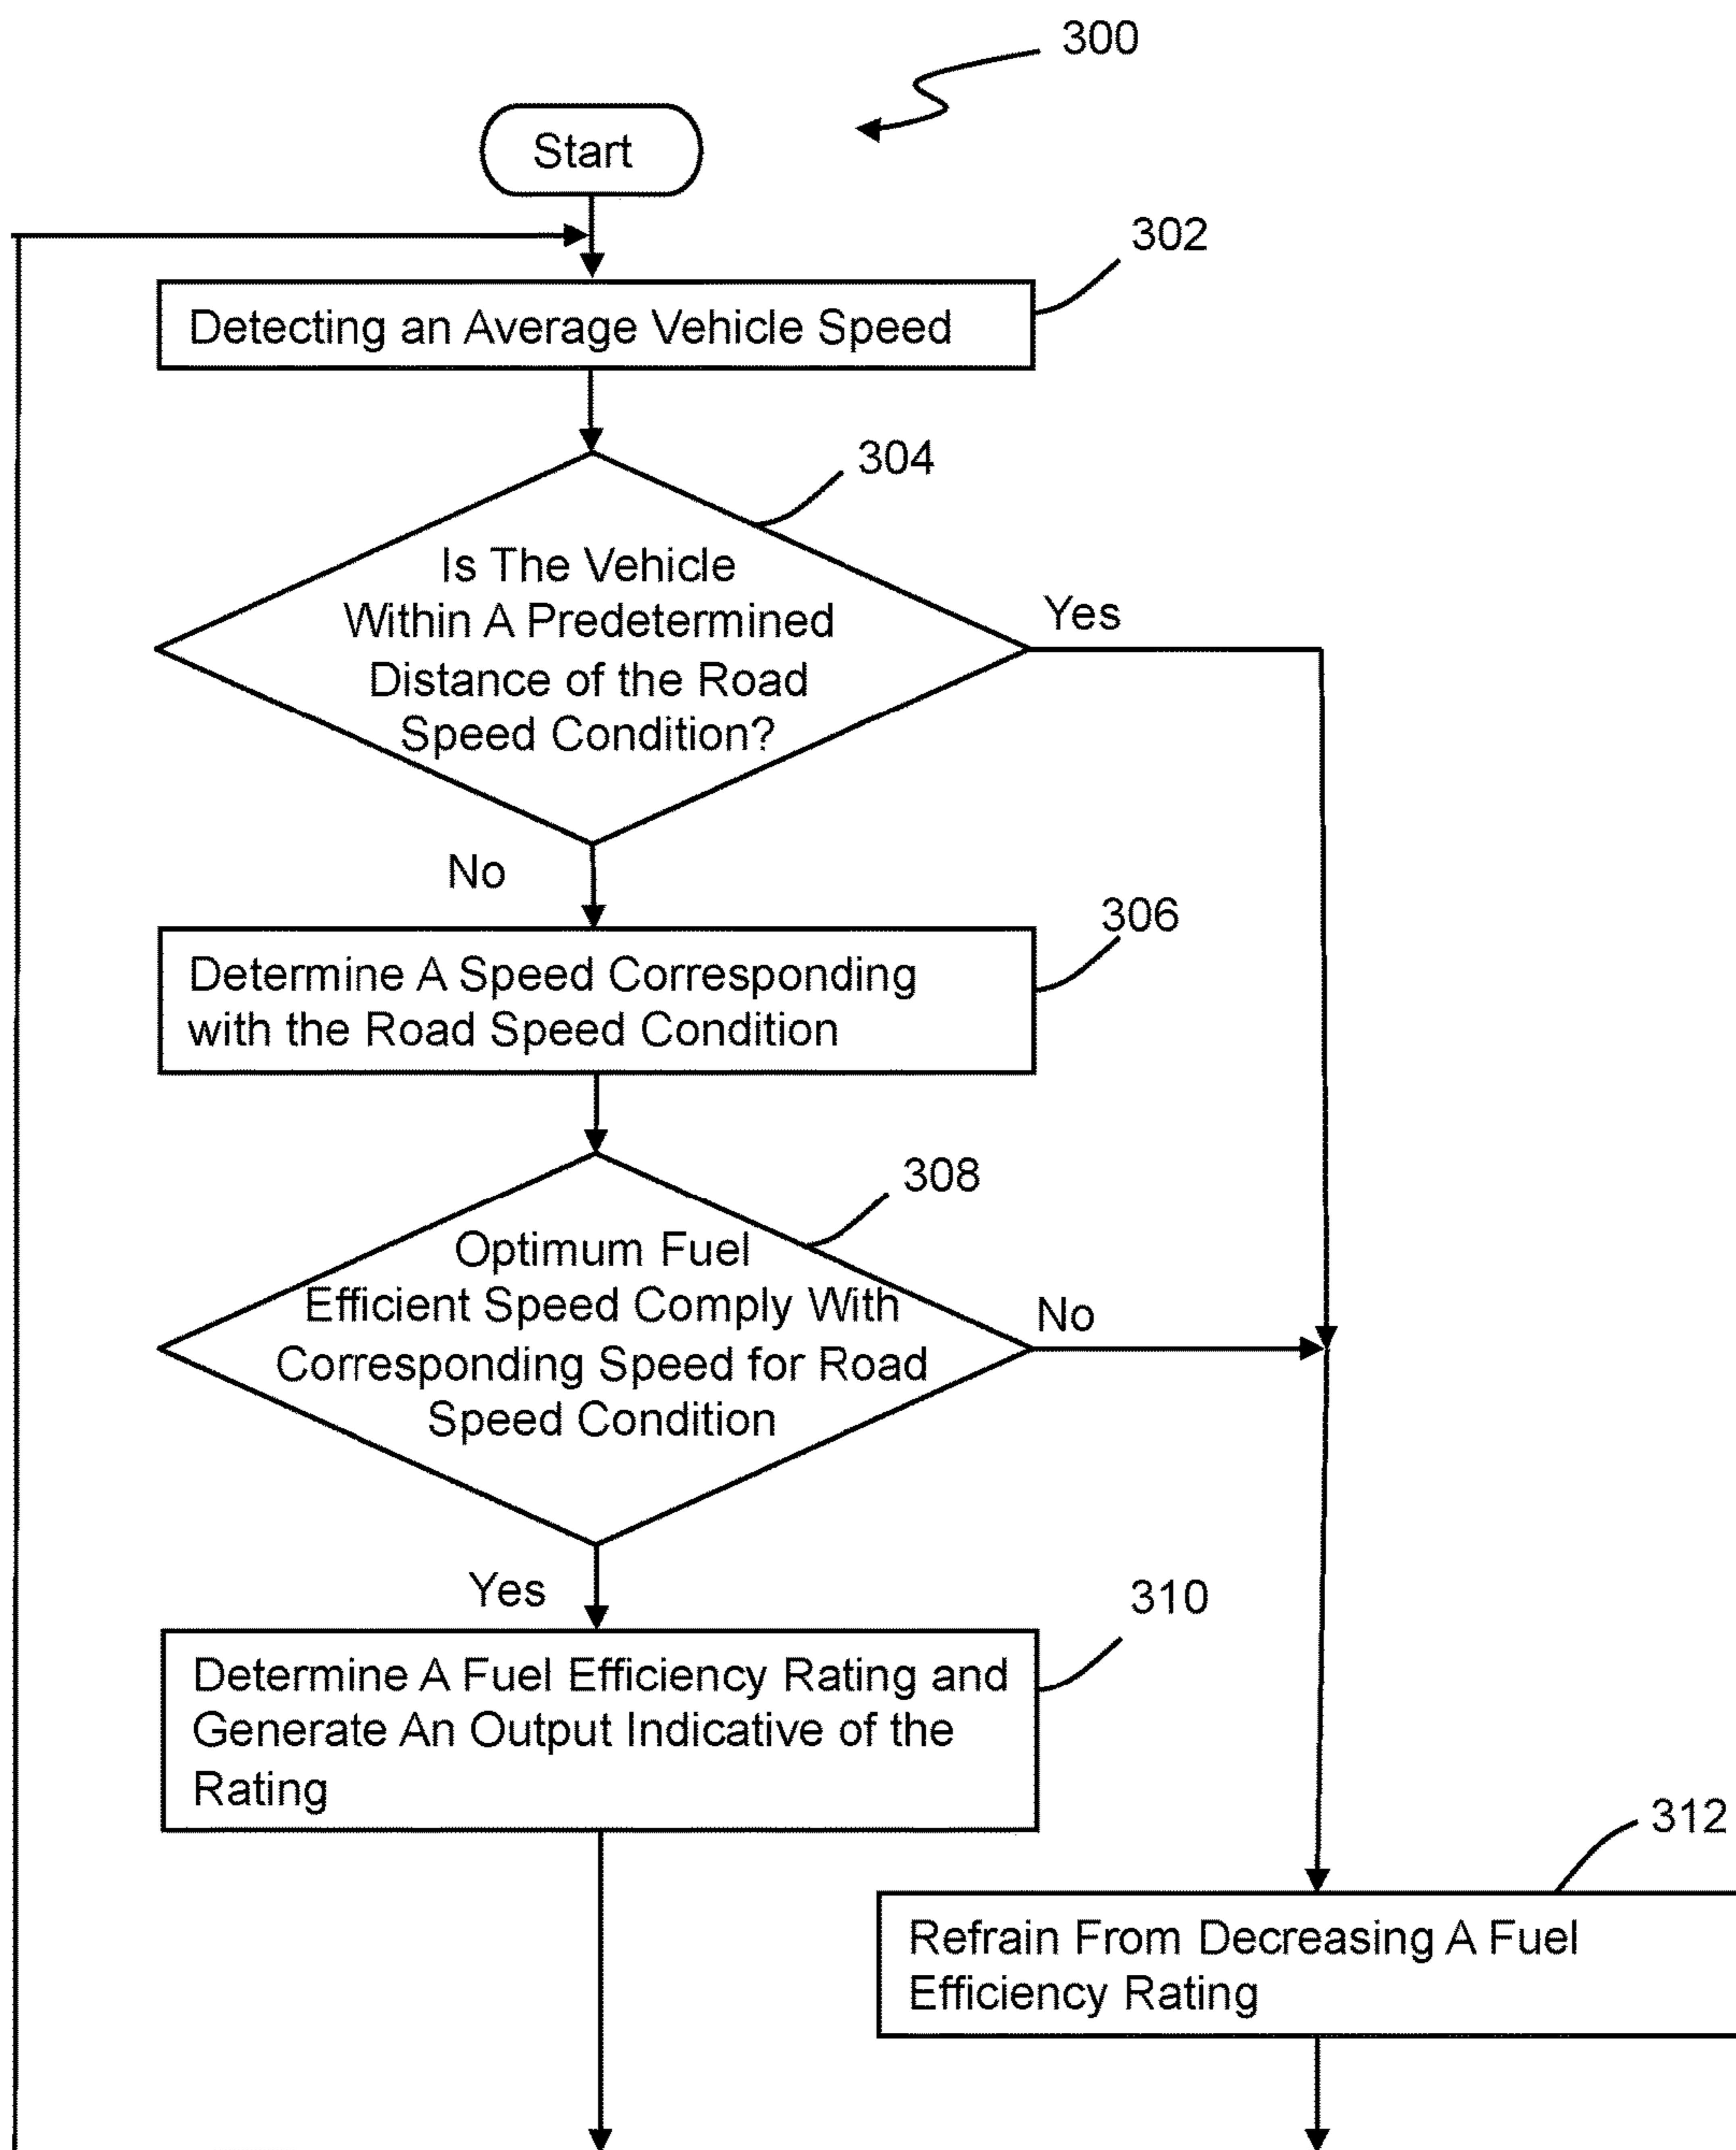 300
Start
302
Detecting an Average Vehicle Speed
304
Is The Vehicle
Within A Predetermined
Distance of the Road
Speed Condition?
Yes
No
306
Determine A Speed Corresponding
with the Road Speed Condition
308
Optimum Fuel
Efficient Speed Comply With
Corresponding Speed for Road
Speed Condition
No
Yes
310
Determine A Fuel Efficiency Rating and
Generate An Output Indicative of the
Rating
312
Refrain From Decreasing A Fuel
Efficiency Rating